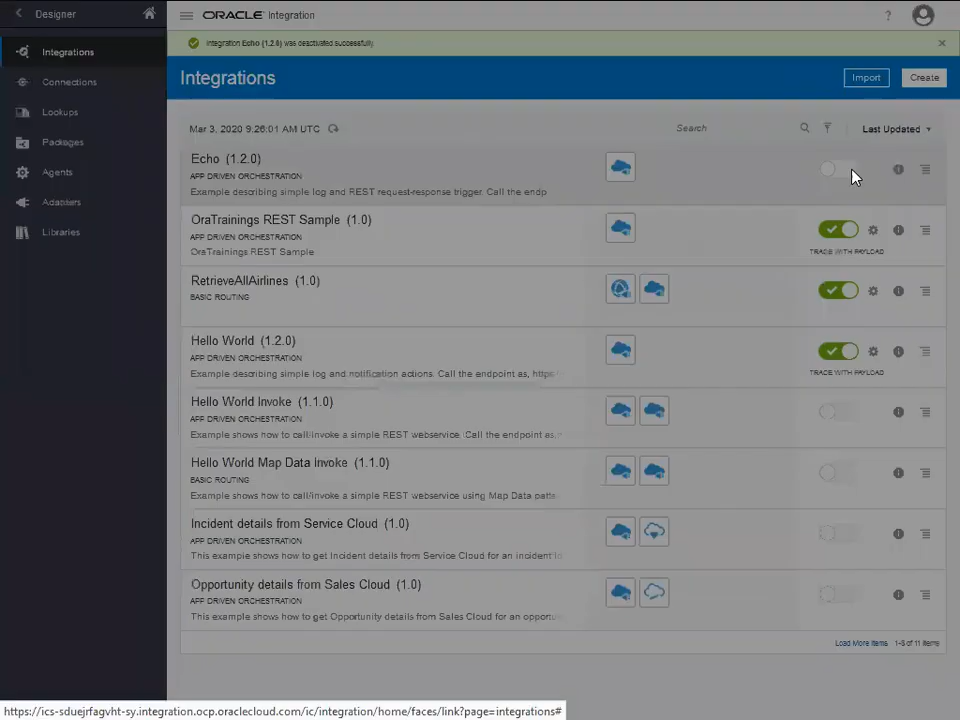 Designer
ORACLE Integration
?
Integrations
Integration Echo (1.2.0) was deactivated successfully.
Connections
Integrations
Import
Create
Lookups
Mar 3, 2020 9:26:01 AM UTC
Search
Last Updated
Packages
Echo (1.2.0)
APP DRIVEN ORCHESTRATION
Agents
Example describing simple log and REST request-response trigger. Call the endp
Adapters
OraTrainings REST Sample (1.0)
APP DRIVEN ORCHESTRATION
Libraries
OraTrainings REST Sample
TRACE WITH PAYLOAD
RetrieveAllAirlines (1.0)
BASIC ROUTING
Hello World (1.2.0)
APP DRIVEN ORCHESTRATION
Example describing simple log and notification actions. Call the endpoint as, https
TRACE WITH PAYLOAD
Hello World Invoke (1.1.0)
APP DRIVEN ORCHESTRATION
Example shows how to call/invoke a simple REST webservice. Call the endpoint as,
Hello World Map Data Invoke (1.1.0)
BASIC ROUTING
Example shows how to call/invoke a simple REST webservice using Map Data patte
Incident details from Service Cloud (1.0)
APP DRIVEN ORCHESTRATION
This example shows how to get Incident details from Service Cloud for an incident
Opportunity details from Sales Cloud (1.0)
APP DRIVEN ORCHESTRATION
This example shows how to get Opportunity details from Sales Cloud for an opportu
Load More Items 1-8 of 11 items
https://ics-sduejrfagvht-sy.integration.ocp.oraclecloud.com/ic/integration/home/faces/link?page=integrations#